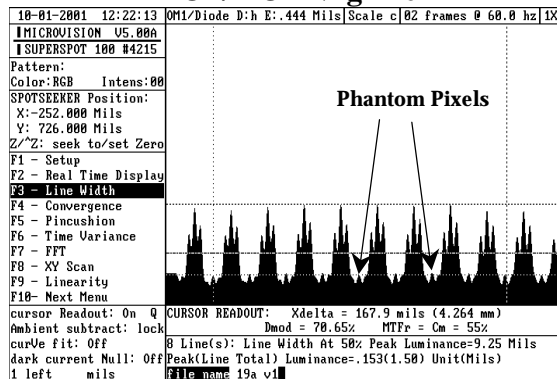 10-01-2001 12:22:13 OM1/Diode D:h E:.444 Mils Scale c 02 frames @ 60.0 hz 1X
MICROVISION V5.00A
SUPERSPOT 100 #4215
Pattern:
Color:RGB Intens:00
SPOTSEEKER Position:
X:-252.000 Mils
Y: 726.000 Mils
Z/^Z: seek to/set Zero
F1 - Setup
F2 - Real Time Display
F3 - Line Width
F4 - Convergence
F5 - Pincushion
F6 - Time Variance
F7 - FFT
F8 - XY Scan
F9 - Linearity
F10- Next Menu
Phantom Pixels
cursor Readout: On Q
Ambient subtract: lock
curVe fit: Off
dark current Null: Off
1 left mils
CURSOR READOUT: Xdelta = 167.9 mils (4.264 mm)
Dmod = 70.65% MTFr = Cm = 55%
8 Line(s): Line Width At 50% Peak Luminance=9.25 Mils
Peak(Line Total) Luminance=.153(1.50) Unit(Mils)
file name 19a v1